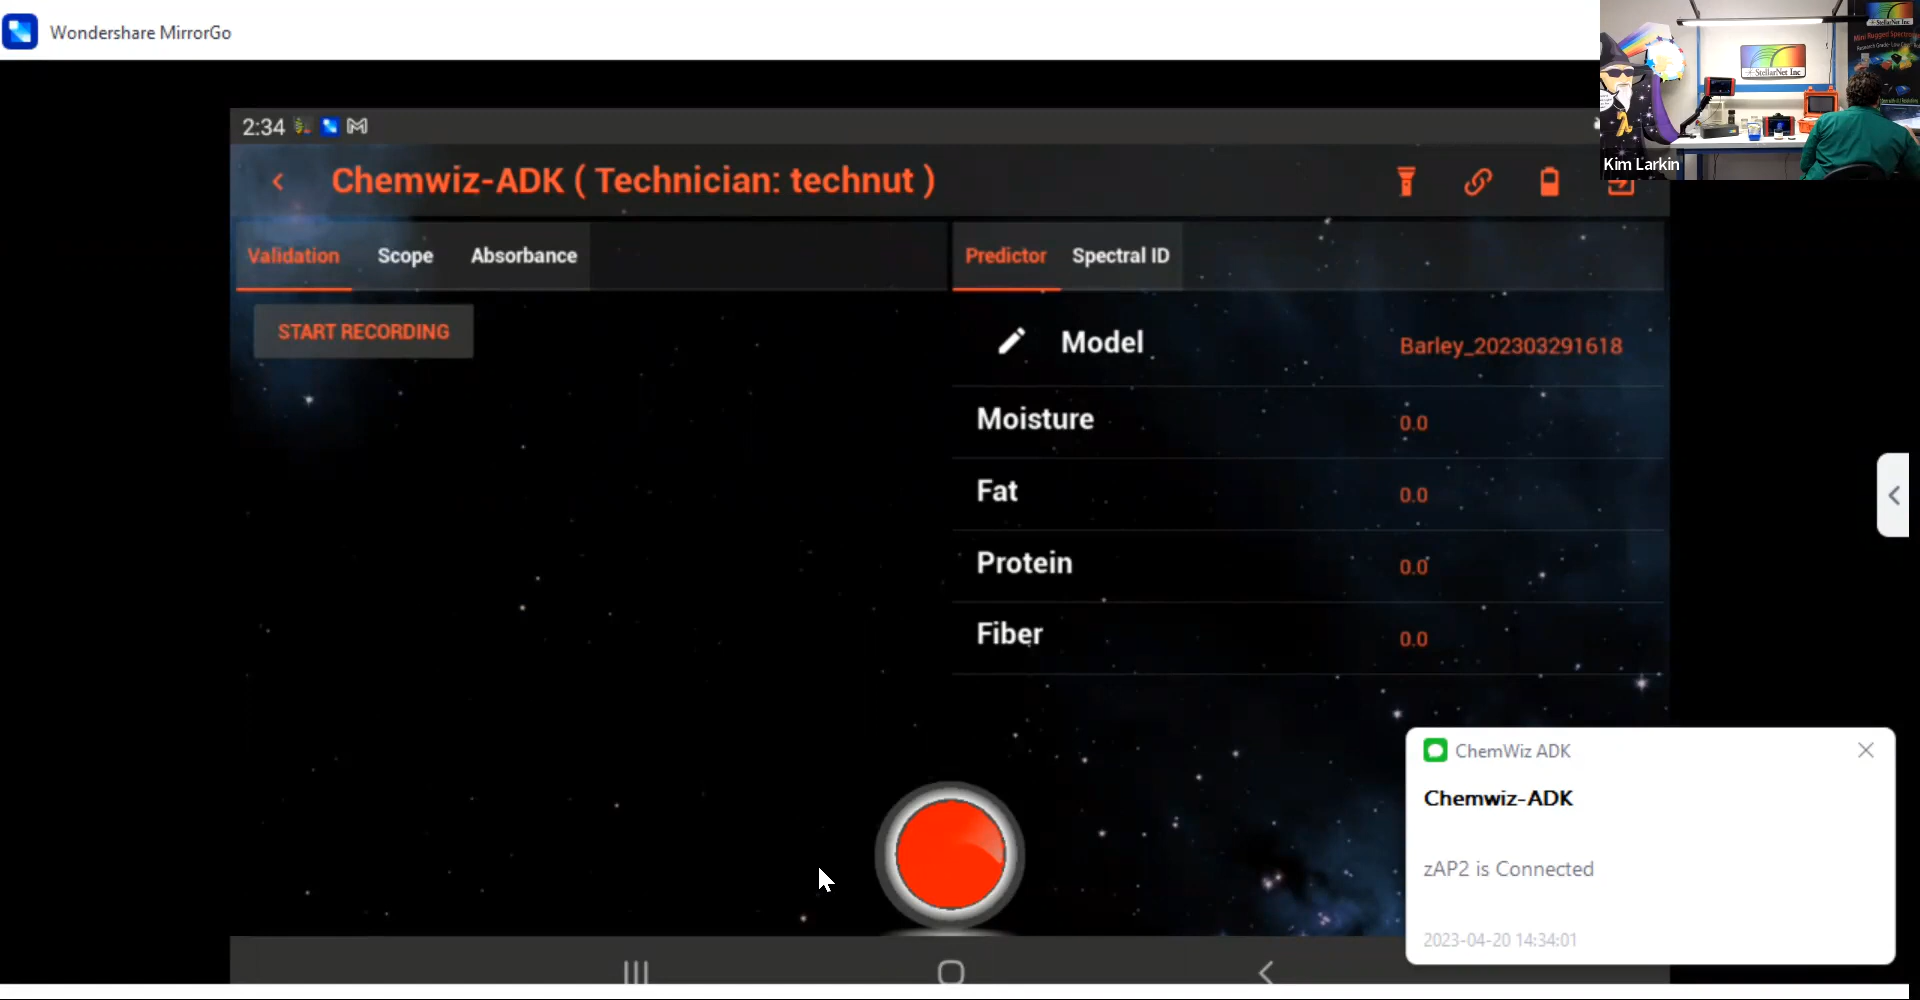 Wondershare MirrorGo
StellarNet Inc
Kim Larkin
2:34
Chemwiz-ADK ( Technician: technut )
Validation Scope Absorbance
START RECORDING
Predictor Spectral ID
Model Barley_202303291618
Moisture 0.0
Fat 0.0
Protein 0.0
Fiber 0.0
ChemWiz ADK
Chemwiz-ADK
zAP2 is Connected
2023-04-20 14:34:01